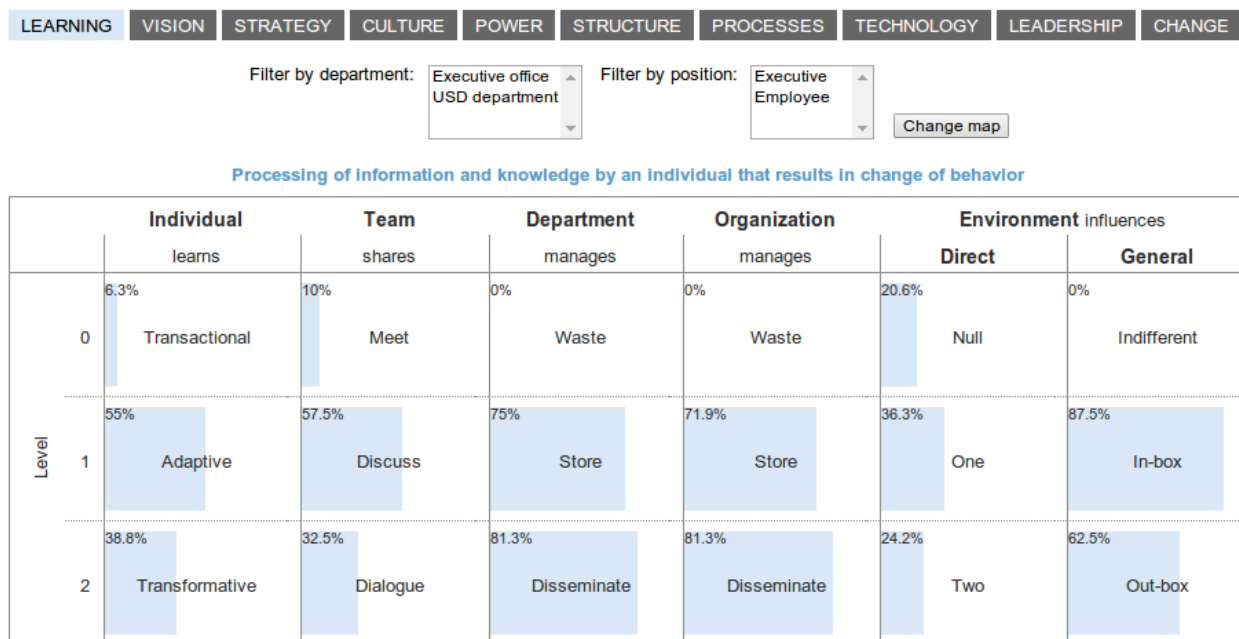 LEARNING VISION STRATEGY CULTURE POWER STRUCTURE PROCESSES TECHNOLOGY LEADERSHIP CHANGE
Filter by department: Executive office Filter by position: Executive
USD department Employee
Change map
Processing of information and knowledge by an individual that results in change of behavior
Individual Team Department Organization Environment influences
learns shares manages manages Direct General
6.3% 10% 0% 0% 20.6% 0%
0 Transactional Meet Waste Waste Null Indifferent
55% 57.5% 75% 71.9% 36.3% 87.5%
Level 1 Adaptive Discuss Store Store One In-box
38.8% 32.5% 81.3% 81.3% 24.2% 62.5%
2 Transformative Dialogue Disseminate Disseminate Two Out-box